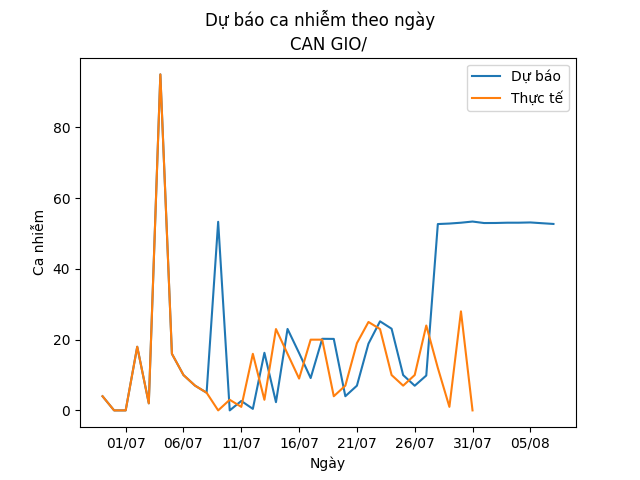 Dự báo ca nhiễm theo ngày
CAN GIO/
Dự báo
Thực tế
Ca nhiễm
80
60
40
20
0
01/07 06/07 11/07 16/07 21/07 26/07 31/07 05/08
Ngày